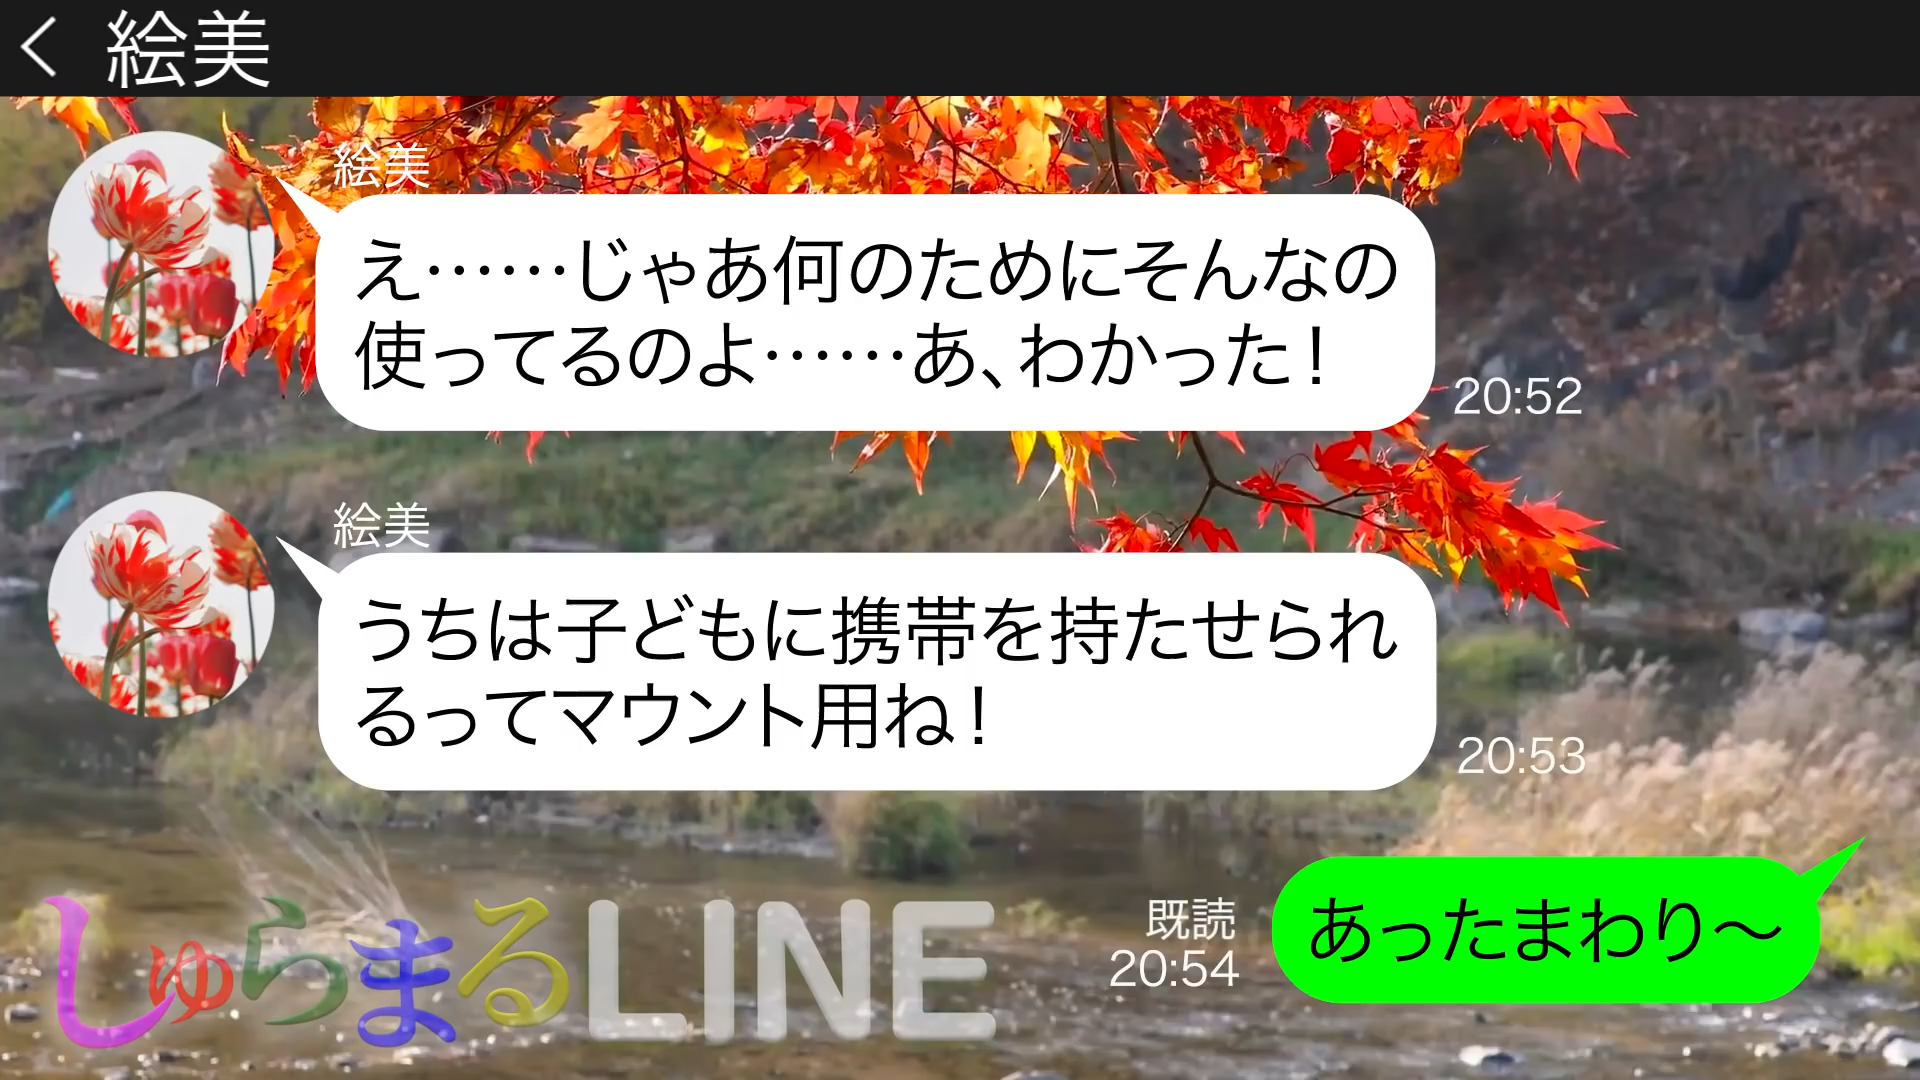 絵美
絵美
え……じゃあ何のためにそんなの
使ってるのよ……あ、わかった！
20:52
絵美
うちは子どもに携帯を持たせられ
るってマウント用ね！
20:53
あったまわり～
既読
20:54
しゅらまるLINE